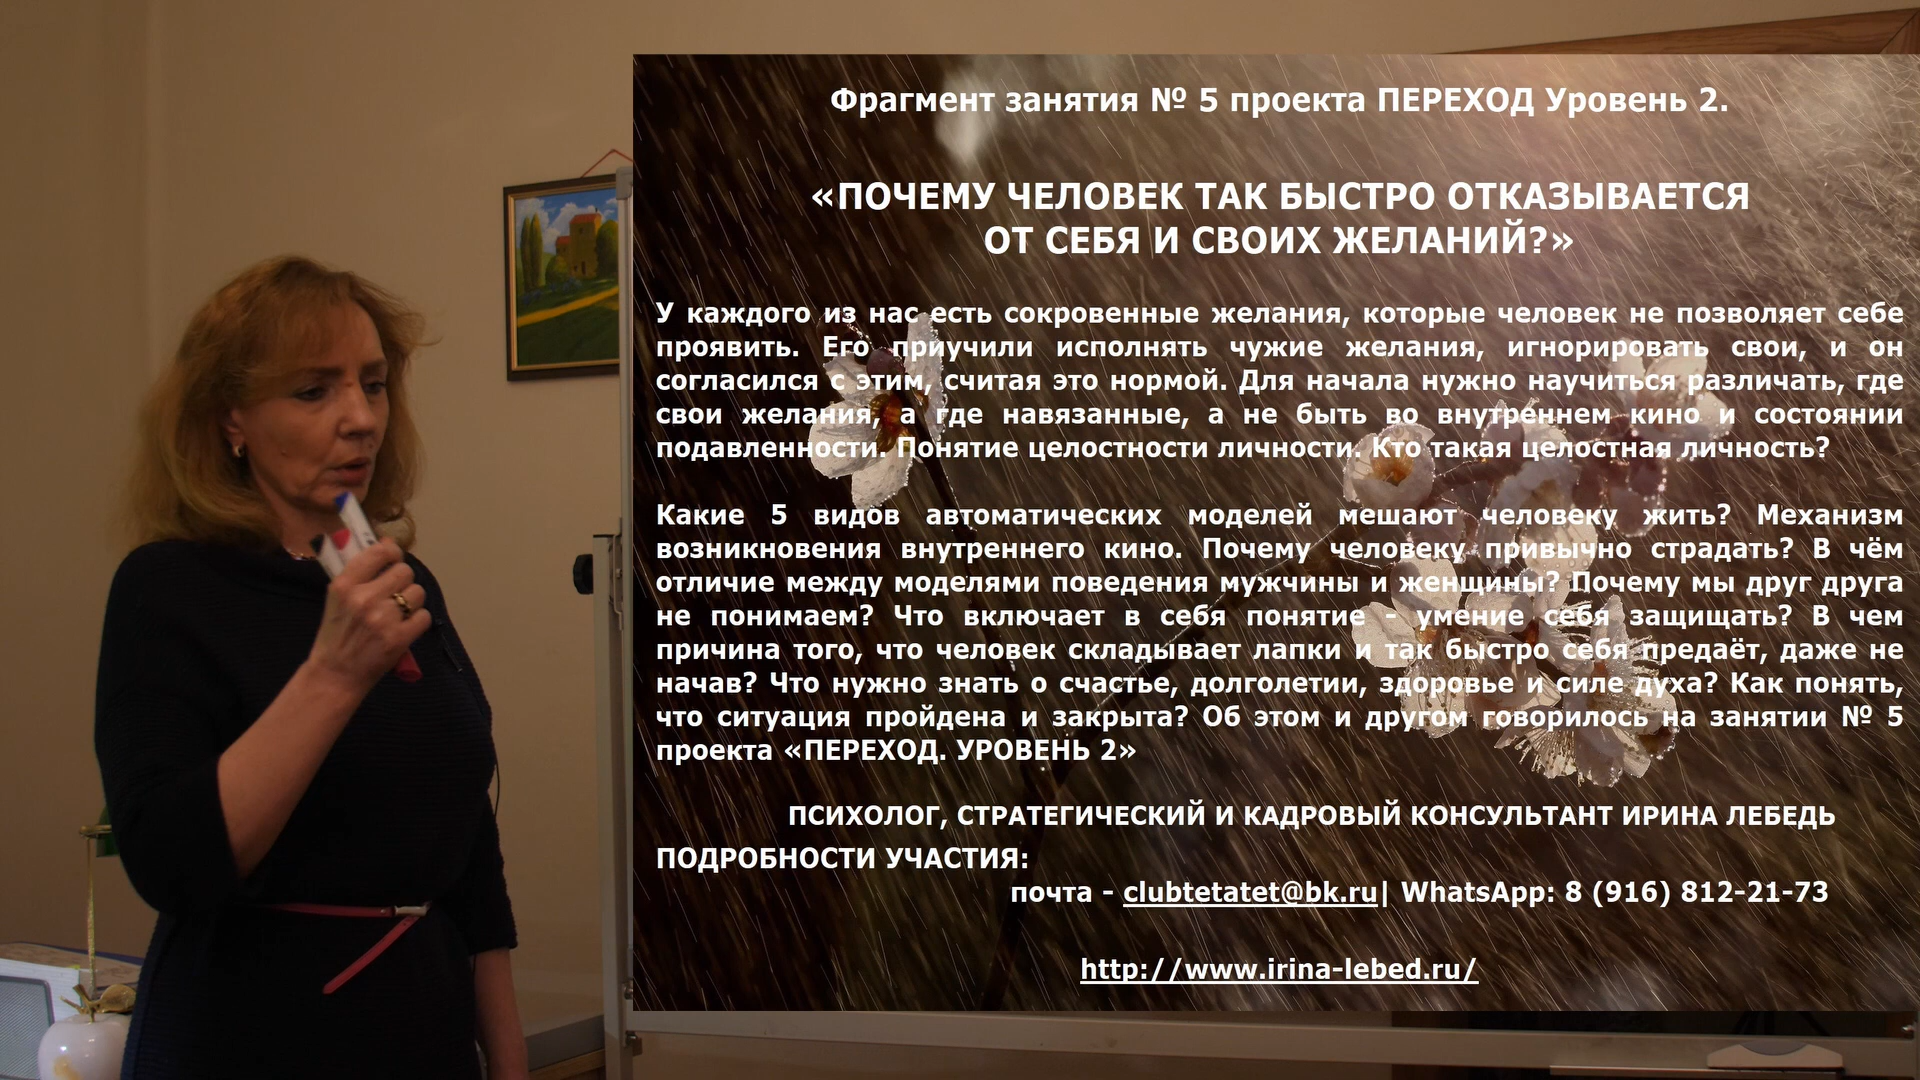 Фрагмент занятия № 5 проекта ПЕРЕХОД Уровень 2.
«ПОЧЕМУ ЧЕЛОВЕК ТАК БЫСТРО ОТКАЗЫВАЕТСЯ
ОТ СЕБЯ И СВОИХ ЖЕЛАНИЙ?»
У каждого из нас есть сокровенные желания, которые человек не позволяет себе
проявить. Его приучили исполнять чужие желания, игнорировать свои, и он
согласился с этим, считая это нормой. Для начала нужно научиться различать, где
свои желания, а где навязанные, а не быть во внутреннем кино и состоянии
подавленности. Понятие целостности личности. Кто такая целостная личность?
Какие 5 видов автоматических моделей мешают человеку жить? Механизм
возникновения внутреннего кино. Почему человеку привычно страдать? В чём
отличие между моделями поведения мужчины и женщины? Почему мы друг друга
не понимаем? Что включает в себя понятие - умение себя защищать? В чем
причина того, что человек складывает лапки и так быстро себя предаёт, даже не
начав? Что нужно знать о счастье, долголетии, здоровье и силе духа? Как понять,
что ситуация пройдена и закрыта? Об этом и другом говорилось на занятии № 5
проекта «ПЕРЕХОД. УРОВЕНЬ 2»
ПСИХОЛОГ, СТРАТЕГИЧЕСКИЙ И КАДРОВЫЙ КОНСУЛЬТАНТ ИРИНА ЛЕБЕДЬ
ПОДРОБНОСТИ УЧАСТИЯ:
почта - clubtetatet@bk.ru| WhatsApp: 8 (916) 812-21-73
http://www.irina-lebed.ru/